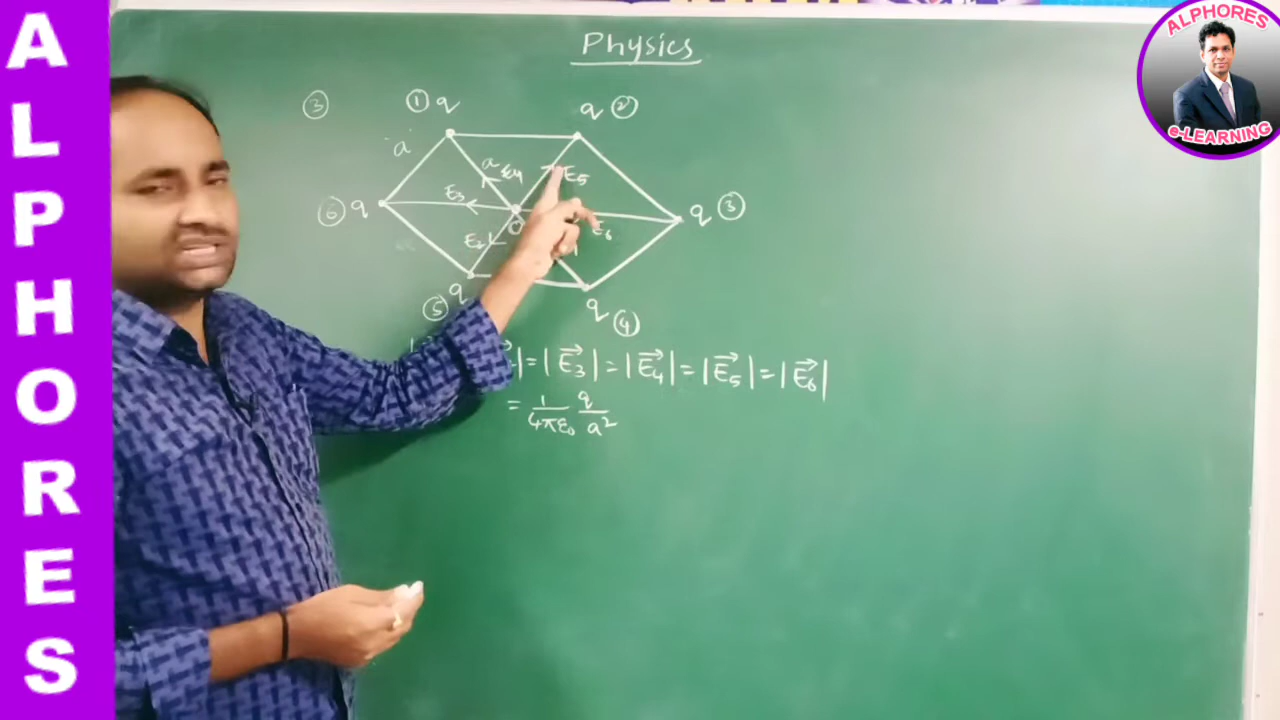 ALPHORES
ALPHORES
e-LEARNING
Physics
③ ① q q ②
a
a E4 E5
E3
⑥ q q ③
O E6
E2
⑤ q q ④
| = |E⃗3| = |E⃗4| = |E⃗5| = |E⃗6|
= 1/4πε₀ q/a²